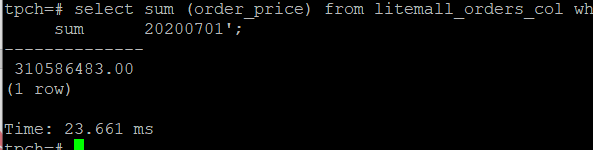 tpch=# select sum (order_price) from litemall_orders_col wh
sum 20200701';
--------------
310586483.00
(1 row)
Time: 23.661 ms
tpch=#